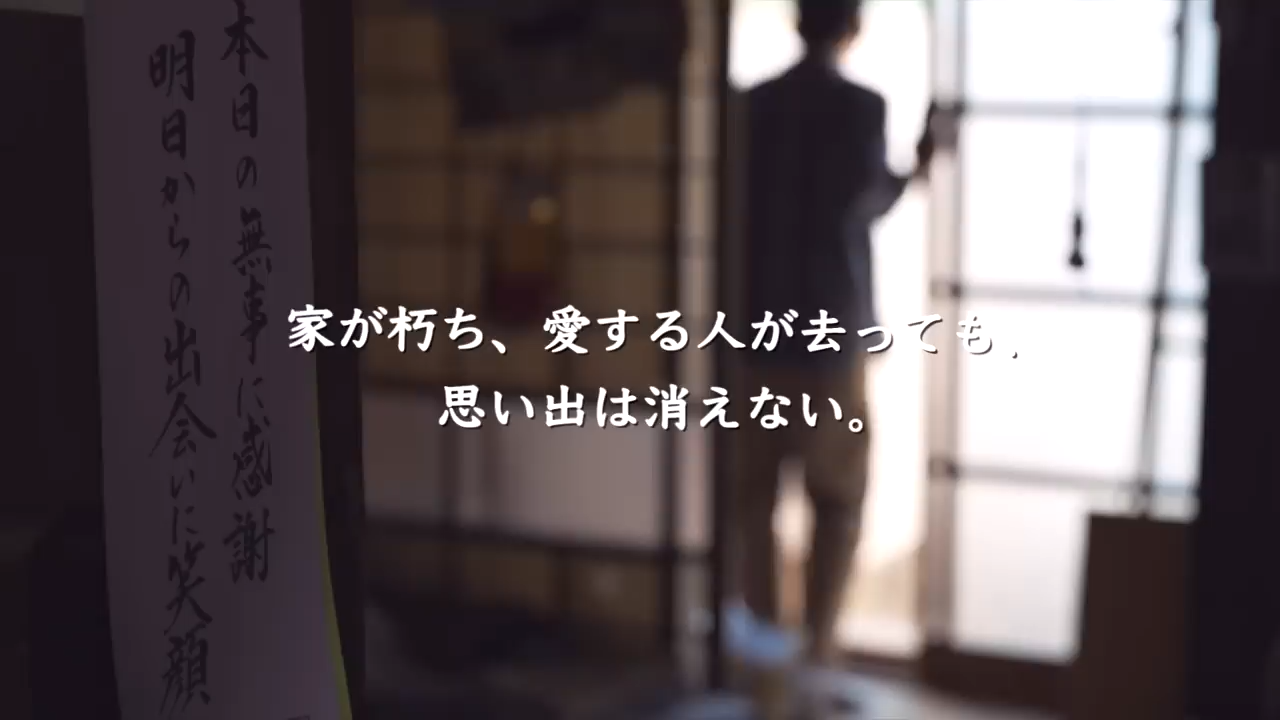 本日の無事に感謝
明日からの出会いに笑顔
家が朽ち、愛する人が去っても、
思い出は消えない。